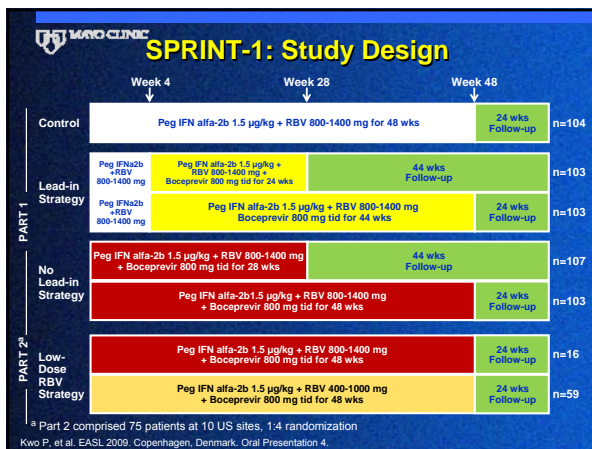 MAYO CLINIC
SPRINT-1: Study Design
Week 4
Week 28
Week 48
PART 1
Control
Peg IFN alfa-2b 1.5 µg/kg + RBV 800-1400 mg for 48 wks
24 wks
Follow-up
n=104
Lead-in
Strategy
Peg IFNa2b
+RBV
800-1400 mg
Peg IFN alfa-2b 1.5 µg/kg +
RBV 800-1400 mg +
Boceprevir 800 mg tid for 24 wks
44 wks
Follow-up
n=103
Peg IFNa2b
+RBV
800-1400 mg
Peg IFN alfa-2b 1.5 µg/kg + RBV 800-1400 mg
Boceprevir 800 mg tid for 44 wks
24 wks
Follow-up
n=103
No
Lead-in
Strategy
Peg IFN alfa-2b 1.5 µg/kg + RBV 800-1400 mg
+ Boceprevir 800 mg tid for 28 wks
44 wks
Follow-up
n=107
Peg IFN alfa-2b1.5 µg/kg + RBV 800-1400 mg
+ Boceprevir 800 mg tid for 48 wks
24 wks
Follow-up
n=103
PART 2a
Low-
Dose
RBV
Strategy
Peg IFN alfa-2b 1.5 µg/kg + RBV 800-1400 mg
+ Boceprevir 800 mg tid for 48 wks
24 wks
Follow-up
n=16
Peg IFN alfa-2b 1.5 µg/kg + RBV 400-1000 mg
+ Boceprevir 800 mg tid for 48 wks
24 wks
Follow-up
n=59
a Part 2 comprised 75 patients at 10 US sites, 1:4 randomization
Kwo P, et al. EASL 2009. Copenhagen, Denmark. Oral Presentation 4.